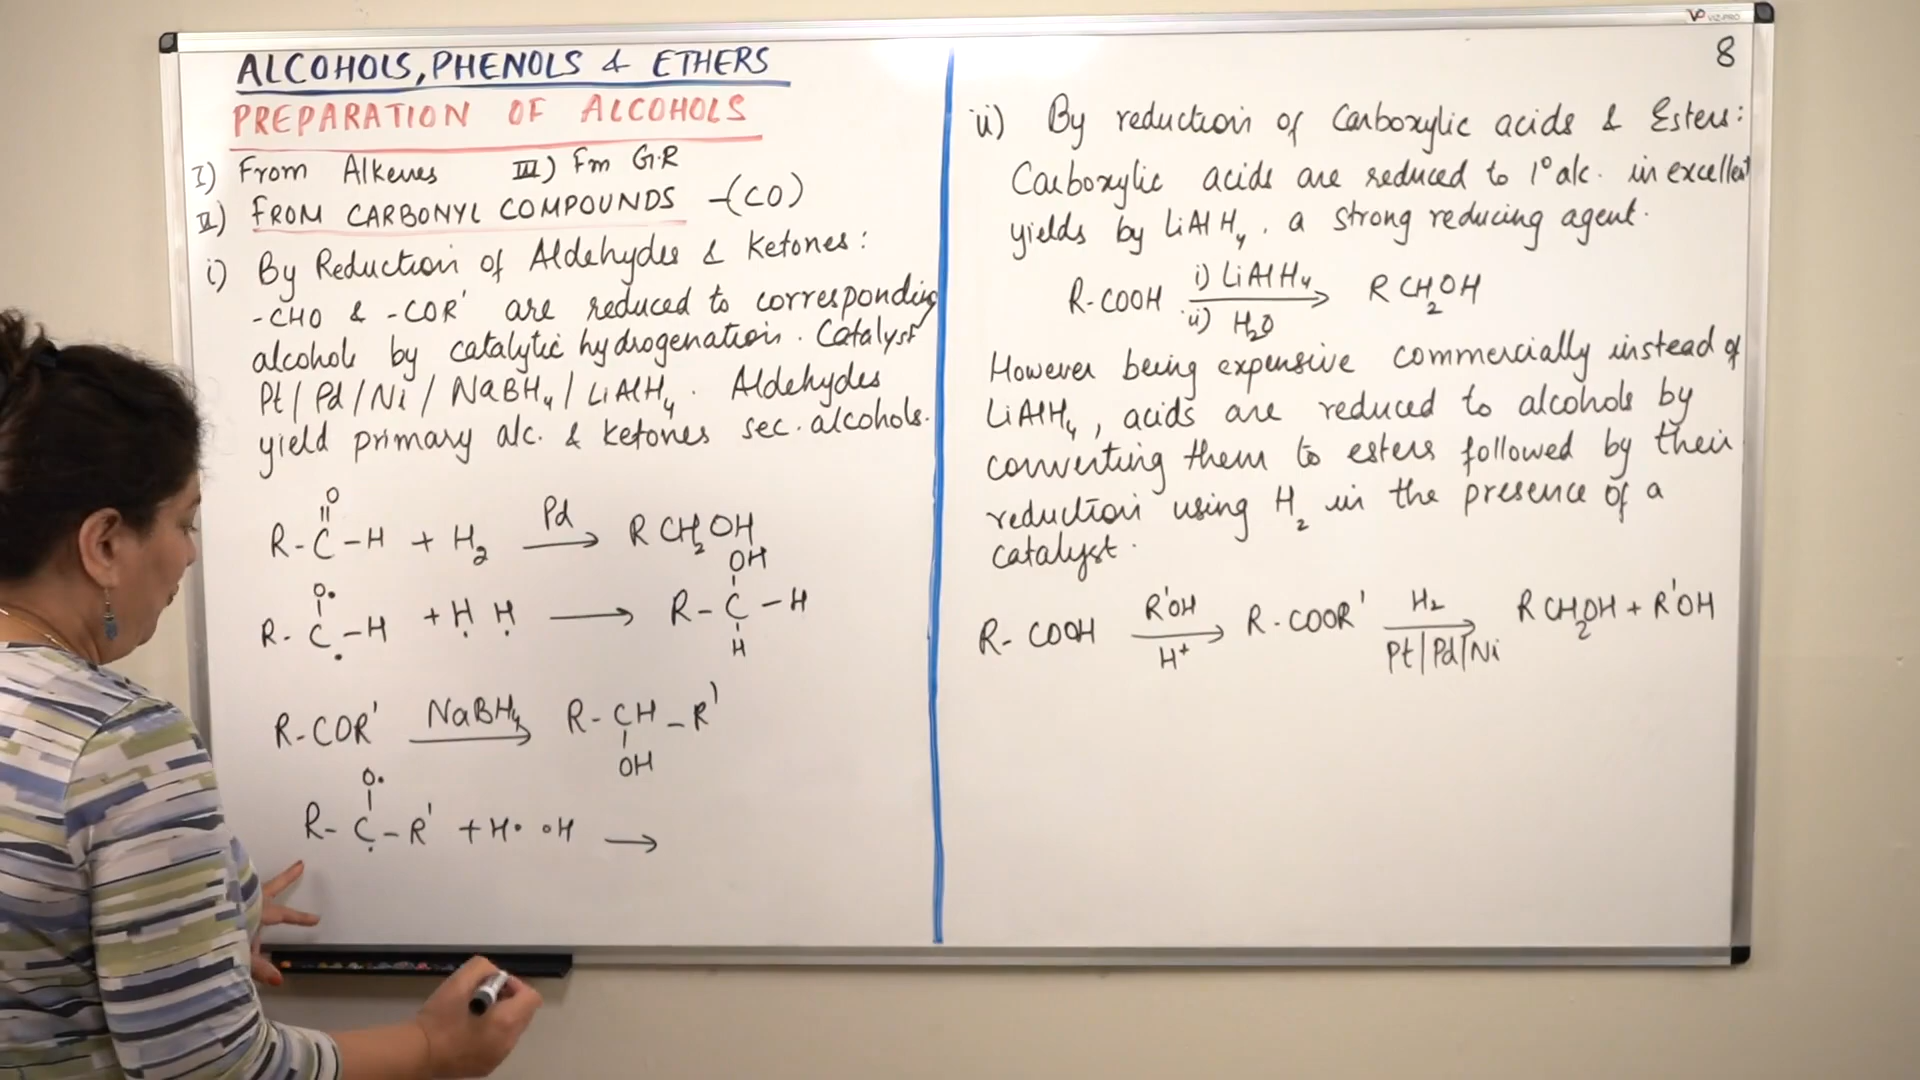 VIZ-PRO
8
ALCOHOLS, PHENOLS & ETHERS
PREPARATION OF ALCOHOLS
I) From Alkenes III) Fm G.R
II) FROM CARBONYL COMPOUNDS -(CO)
i) By Reduction of Aldehydes & Ketones:
-CHO & -COR' are reduced to corresponding
alcohols by catalytic hydrogenation. Catalyst
Pt/Pd/Ni/NaBH4/LiAlH4. Aldehydes
yield primary alc. & ketones sec. alcohols.
O
R-C-H + H2 Pd → RCH2OH
O• OH
R-C-H + H H → R-C-H
H
R-COR' NaBH4 → R-CH-R'
OH
O•
R-C-R' + H• •H →
ii) By reduction of Carboxylic acids & Esters:
Carboxylic acids are reduced to 1° alc. in excellent
yields by LiAlH4, a strong reducing agent.
R-COOH i) LiAlH4 → RCH2OH
ii) H2O
However being expensive commercially instead of
LiAlH4, acids are reduced to alcohols by
converting them to esters followed by their
reduction using H2 in the presence of a
catalyst.
R-COOH R'OH → R-COOR' H2 → RCH2OH + R'OH
H+ Pt/Pd/Ni